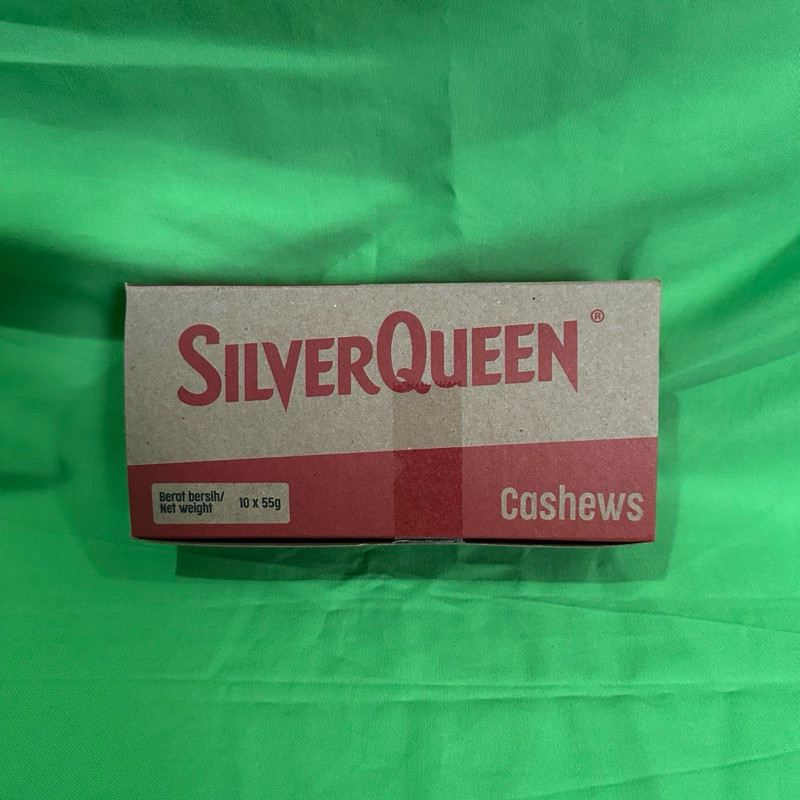 SILVERQUEEN ®
Berat bersih/
Net weight
10 x 55g
Cashews